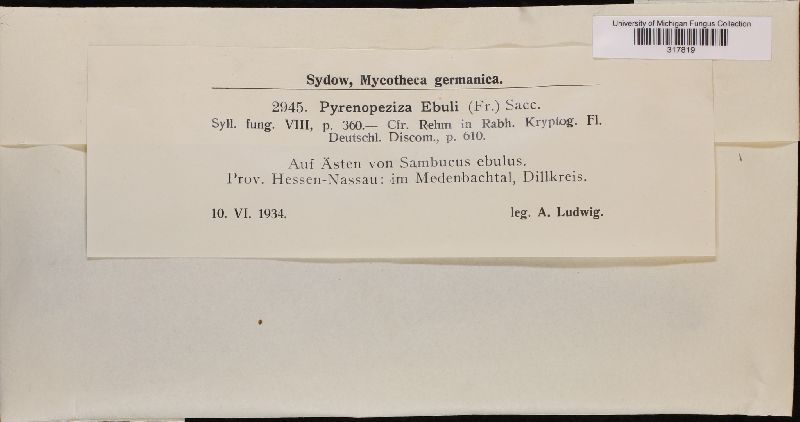 University of Michigan Fungus Collection
317819
Sydow, Mycotheca germanica.
2945. Pyrenopeziza Ebuli (Fr.) Sacc.
Syll. fung. VIII, p. 360.— Cfr. Rehm in Rabh. Kryptog. Fl.
Deutschl. Discom., p. 610.
Auf Ästen von Sambucus ebulus.
Prov. Hessen-Nassau: im Medenbachtal, Dillkreis.
10. VI. 1934. leg. A. Ludwig.